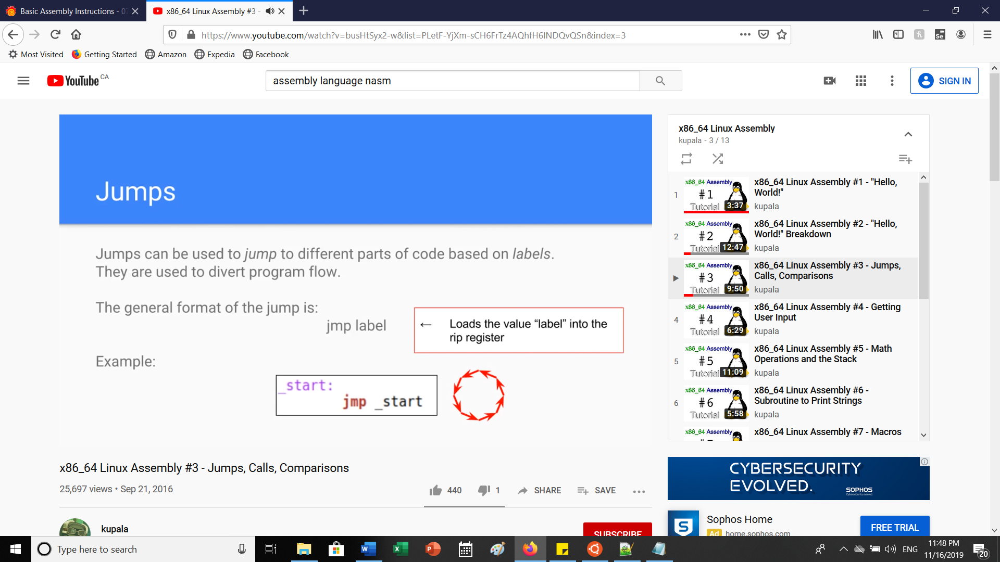 Basic Assembly Instructions - 07
x86_64 Linux Assembly #3 -
https://www.youtube.com/watch?v=busHtSyx2-w&list=PLetF-YjXm-sCH6FrTz4AQhfH6INDQvQSn&index=3
Se
Most Visited Getting Started Amazon Expedia Facebook
YouTube CA
assembly language nasm
SIGN IN
Jumps
Jumps can be used to jump to different parts of code based on labels.
They are used to divert program flow.
The general format of the jump is:
jmp label
← Loads the value “label” into the
rip register
Example:
_start:
jmp _start
x86_64 Linux Assembly #3 - Jumps, Calls, Comparisons
25,697 views • Sep 21, 2016
440 1 SHARE SAVE
kupala
SUBSCRIBE
x86_64 Linux Assembly
kupala - 3 / 13
1
x86_64 Assembly
#1
Tutorial
3:37
x86_64 Linux Assembly #1 - "Hello,
World!"
kupala
2
x86_64 Assembly
#2
Tutorial
12:47
x86_64 Linux Assembly #2 - "Hello,
World!" Breakdown
kupala
x86_64 Assembly
#3
Tutorial
9:50
x86_64 Linux Assembly #3 - Jumps,
Calls, Comparisons
kupala
4
x86_64 Assembly
#4
Tutorial
6:29
x86_64 Linux Assembly #4 - Getting
User Input
kupala
5
x86_64 Assembly
#5
Tutorial
11:09
x86_64 Linux Assembly #5 - Math
Operations and the Stack
kupala
6
x86_64 Assembly
#6
Tutorial
5:58
x86_64 Linux Assembly #6 -
Subroutine to Print Strings
kupala
x86_64 Assembly
x86_64 Linux Assembly #7 - Macros
CYBERSECURITY
EVOLVED.
SOPHOS
Cybersecurity evolved.
S
Sophos Home
Ad home.sophos.com
FREE TRIAL
Type here to search
ENG
11:48 PM
11/16/2019
20